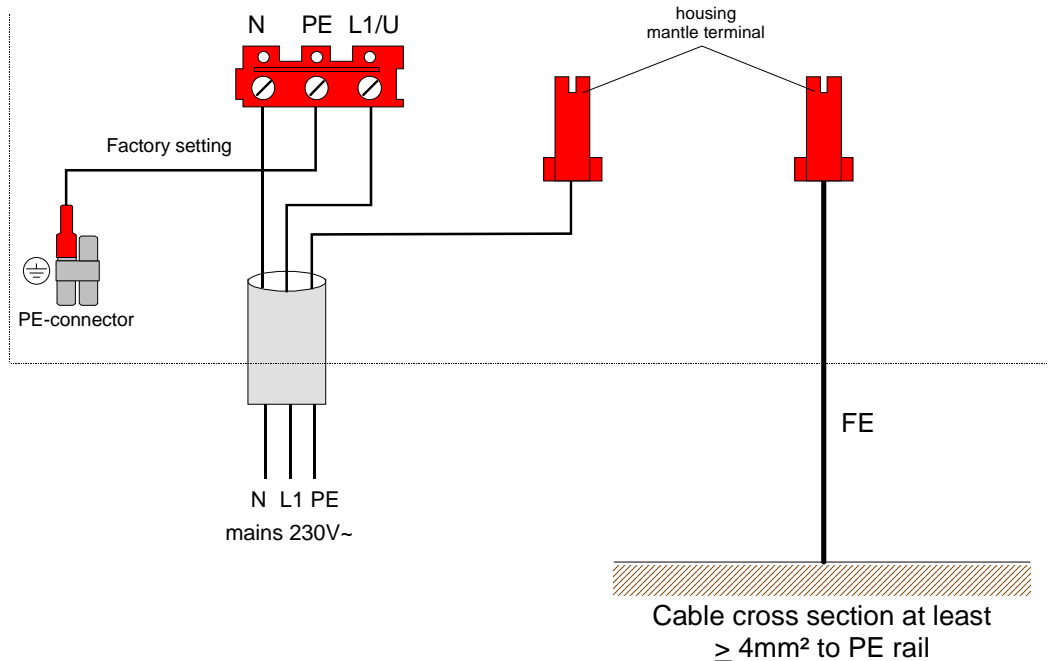 N PE L1/U
housing
mantle terminal
Factory setting
PE-connector
FE
N L1 PE
mains 230V~
Cable cross section at least
≥ 4mm² to PE rail